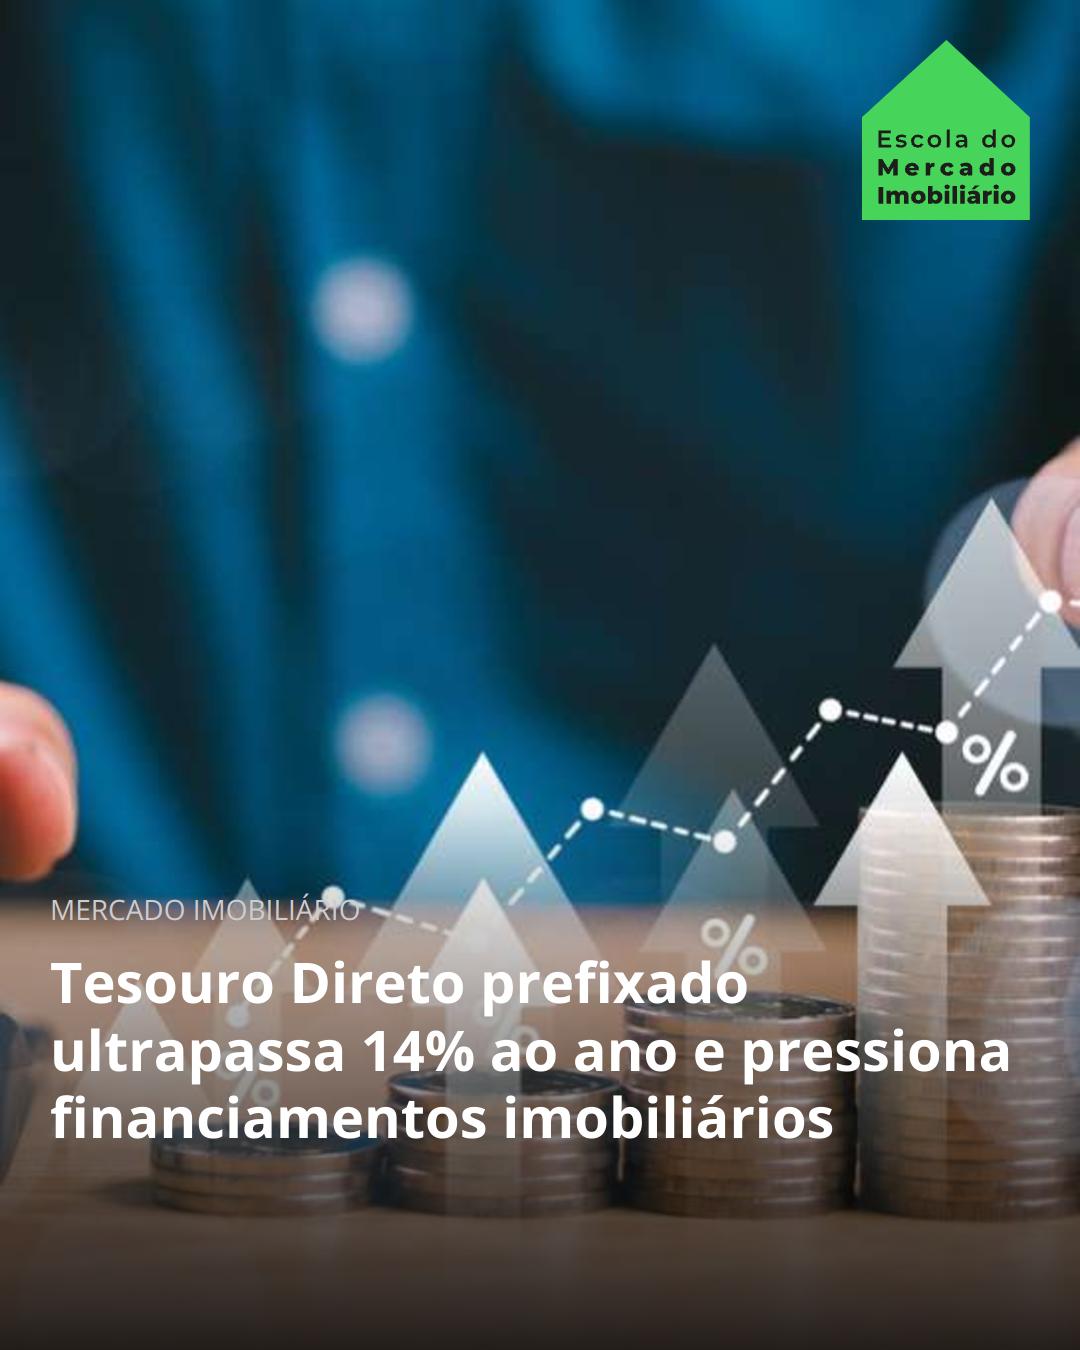 Escola do
Mercado
Imobiliário
%
%
MERCADO IMOBILIÁRIO
Tesouro Direto prefixado
ultrapassa 14% ao ano e pressiona
financiamentos imobiliários
%
%